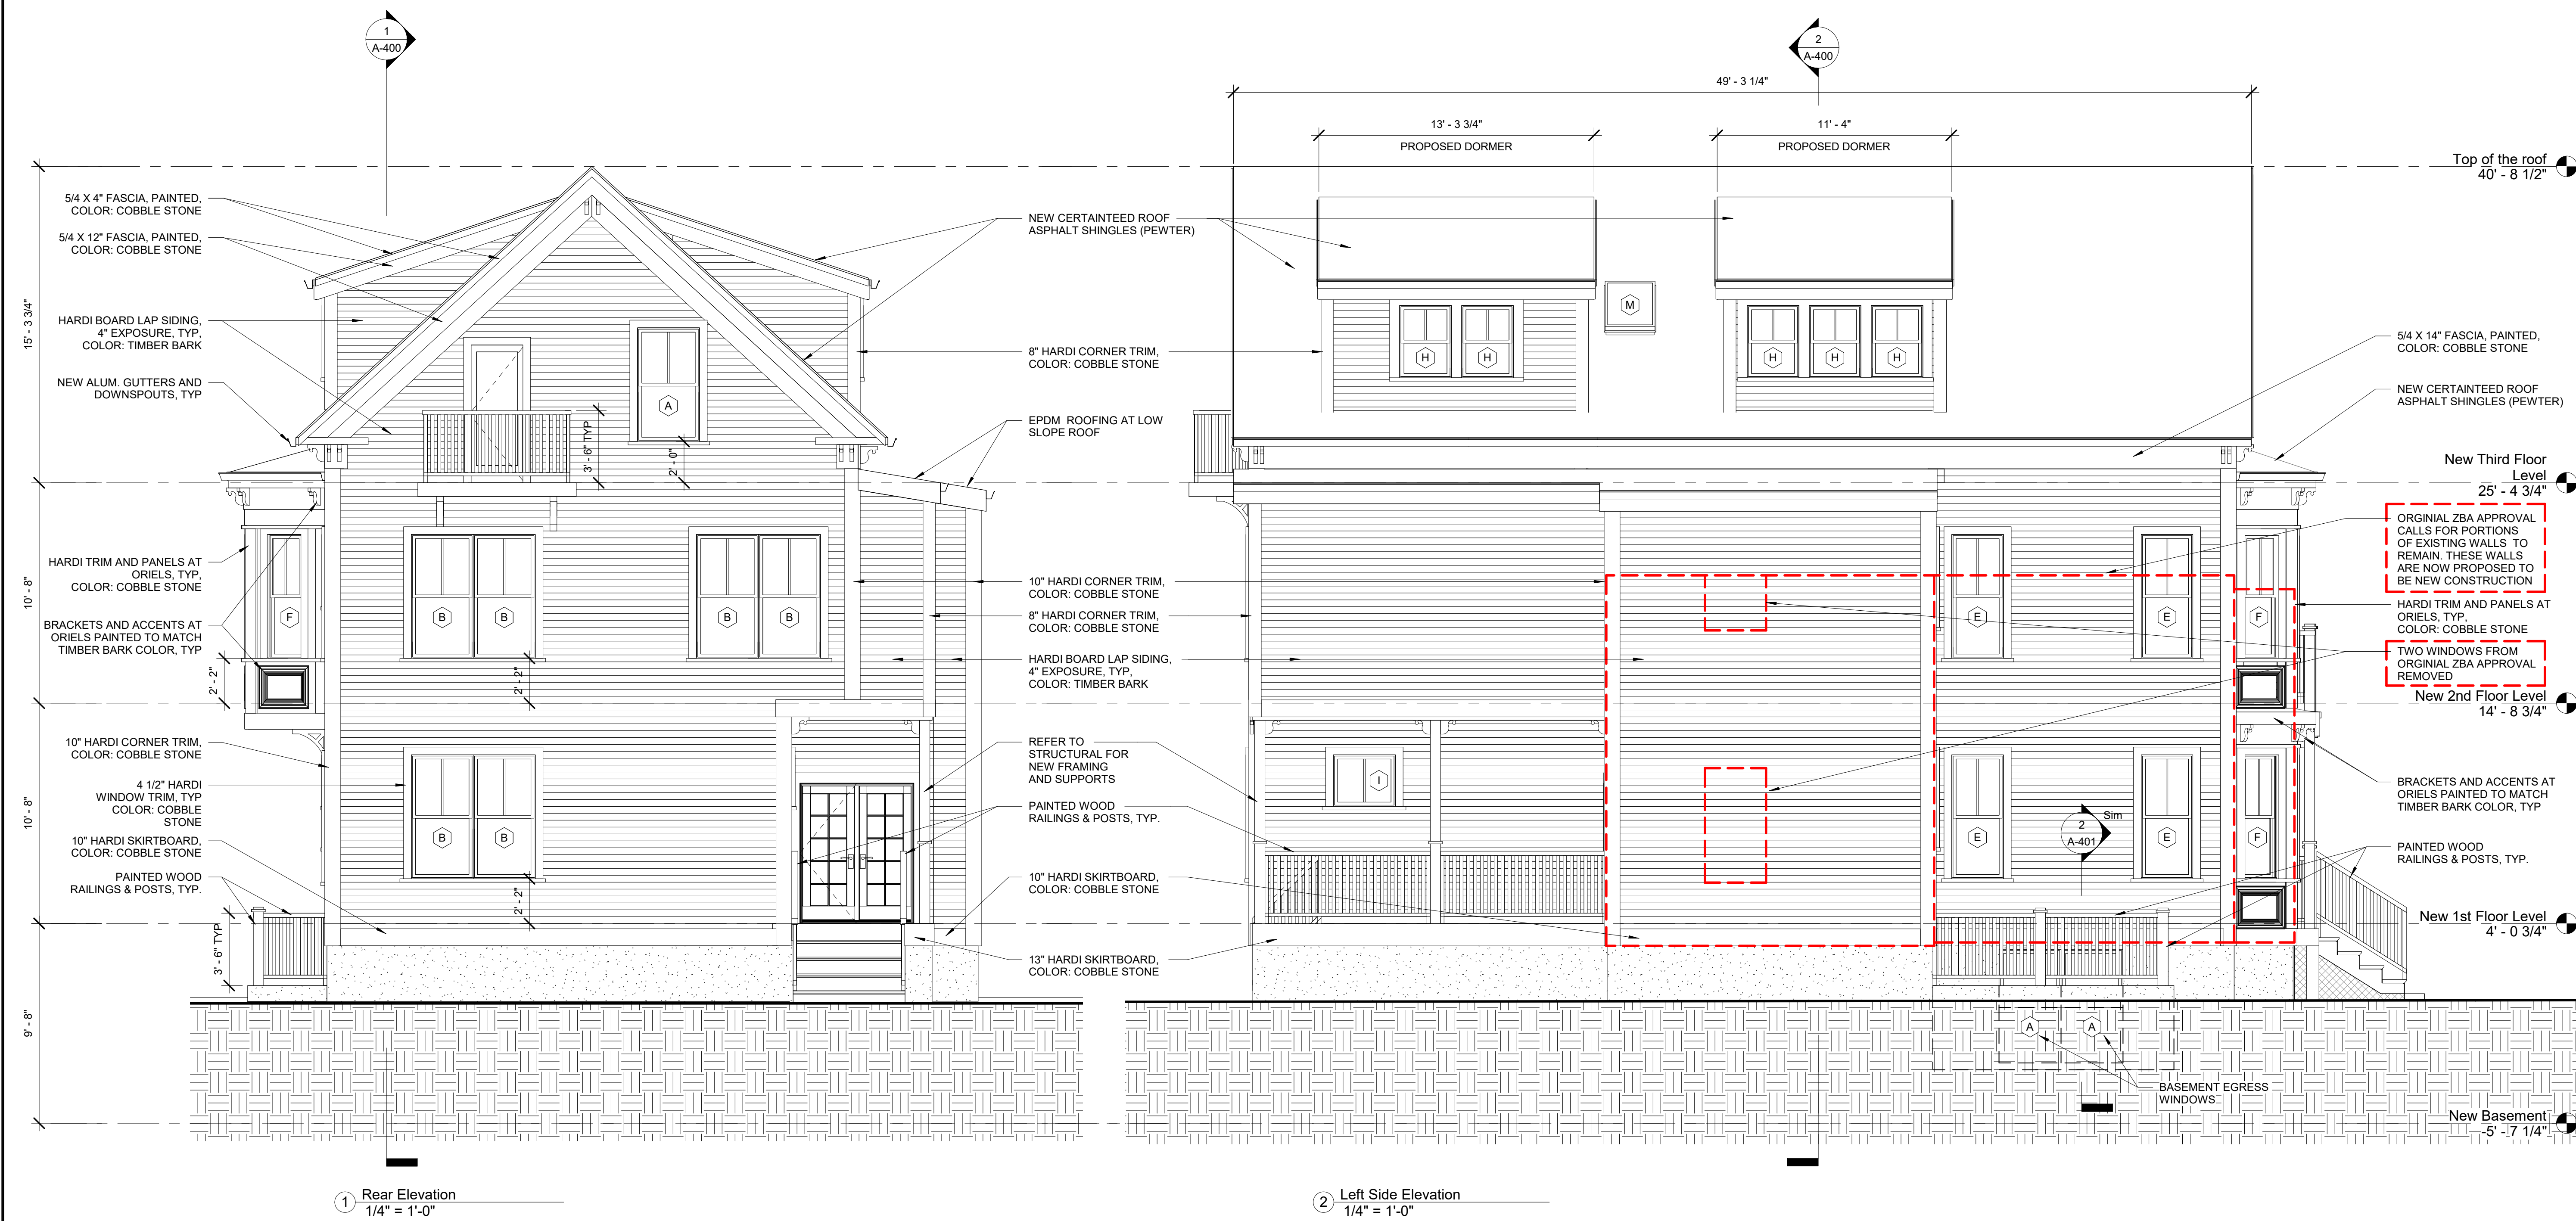 1
A-400
2
A-400
49' - 3 1/4"
13' - 3 3/4"
PROPOSED DORMER
11' - 4"
PROPOSED DORMER
Top of the roof
40' - 8 1/2"
New Third Floor
Level
25' - 4 3/4"
New 2nd Floor Level
14' - 8 3/4"
New 1st Floor Level
4' - 0 3/4"
New Basement
-5' - 7 1/4"
15' - 3 3/4"
10' - 8"
10' - 8"
9' - 8"
5/4 X 4" FASCIA, PAINTED,
COLOR: COBBLE STONE
5/4 X 12" FASCIA, PAINTED,
COLOR: COBBLE STONE
HARDI BOARD LAP SIDING,
4" EXPOSURE, TYP,
COLOR: TIMBER BARK
NEW ALUM. GUTTERS AND
DOWNSPOUTS, TYP
HARDI TRIM AND PANELS AT
ORIELS, TYP,
COLOR: COBBLE STONE
BRACKETS AND ACCENTS AT
ORIELS PAINTED TO MATCH
TIMBER BARK COLOR, TYP
2' - 2"
10" HARDI CORNER TRIM,
COLOR: COBBLE STONE
4 1/2" HARDI
WINDOW TRIM, TYP
COLOR: COBBLE
STONE
10" HARDI SKIRTBOARD,
COLOR: COBBLE STONE
PAINTED WOOD
RAILINGS & POSTS, TYP.
3' - 6" TYP
A
3' - 6" TYP
2' - 0"
F
B
B
B
B
2' - 2"
B
B
2' - 2"
NEW CERTAINTEED ROOF
ASPHALT SHINGLES (PEWTER)
8" HARDI CORNER TRIM,
COLOR: COBBLE STONE
EPDM ROOFING AT LOW
SLOPE ROOF
10" HARDI CORNER TRIM,
COLOR: COBBLE STONE
8" HARDI CORNER TRIM,
COLOR: COBBLE STONE
HARDI BOARD LAP SIDING,
4" EXPOSURE, TYP,
COLOR: TIMBER BARK
REFER TO
STRUCTURAL FOR
NEW FRAMING
AND SUPPORTS
PAINTED WOOD
RAILINGS & POSTS, TYP.
10" HARDI SKIRTBOARD,
COLOR: COBBLE STONE
13" HARDI SKIRTBOARD,
COLOR: COBBLE STONE
H
H
M
H
H
H
E
E
F
I
E
E
F
2
A-401
Sim
A
A
BASEMENT EGRESS
WINDOWS
5/4 X 14" FASCIA, PAINTED,
COLOR: COBBLE STONE
NEW CERTAINTEED ROOF
ASPHALT SHINGLES (PEWTER)
ORGINIAL ZBA APPROVAL
CALLS FOR PORTIONS
OF EXISTING WALLS TO
REMAIN. THESE WALLS
ARE NOW PROPOSED TO
BE NEW CONSTRUCTION
HARDI TRIM AND PANELS AT
ORIELS, TYP,
COLOR: COBBLE STONE
TWO WINDOWS FROM
ORGINIAL ZBA APPROVAL
REMOVED
BRACKETS AND ACCENTS AT
ORIELS PAINTED TO MATCH
TIMBER BARK COLOR, TYP
PAINTED WOOD
RAILINGS & POSTS, TYP.
1
Rear Elevation
1/4" = 1'-0"
2
Left Side Elevation
1/4" = 1'-0"